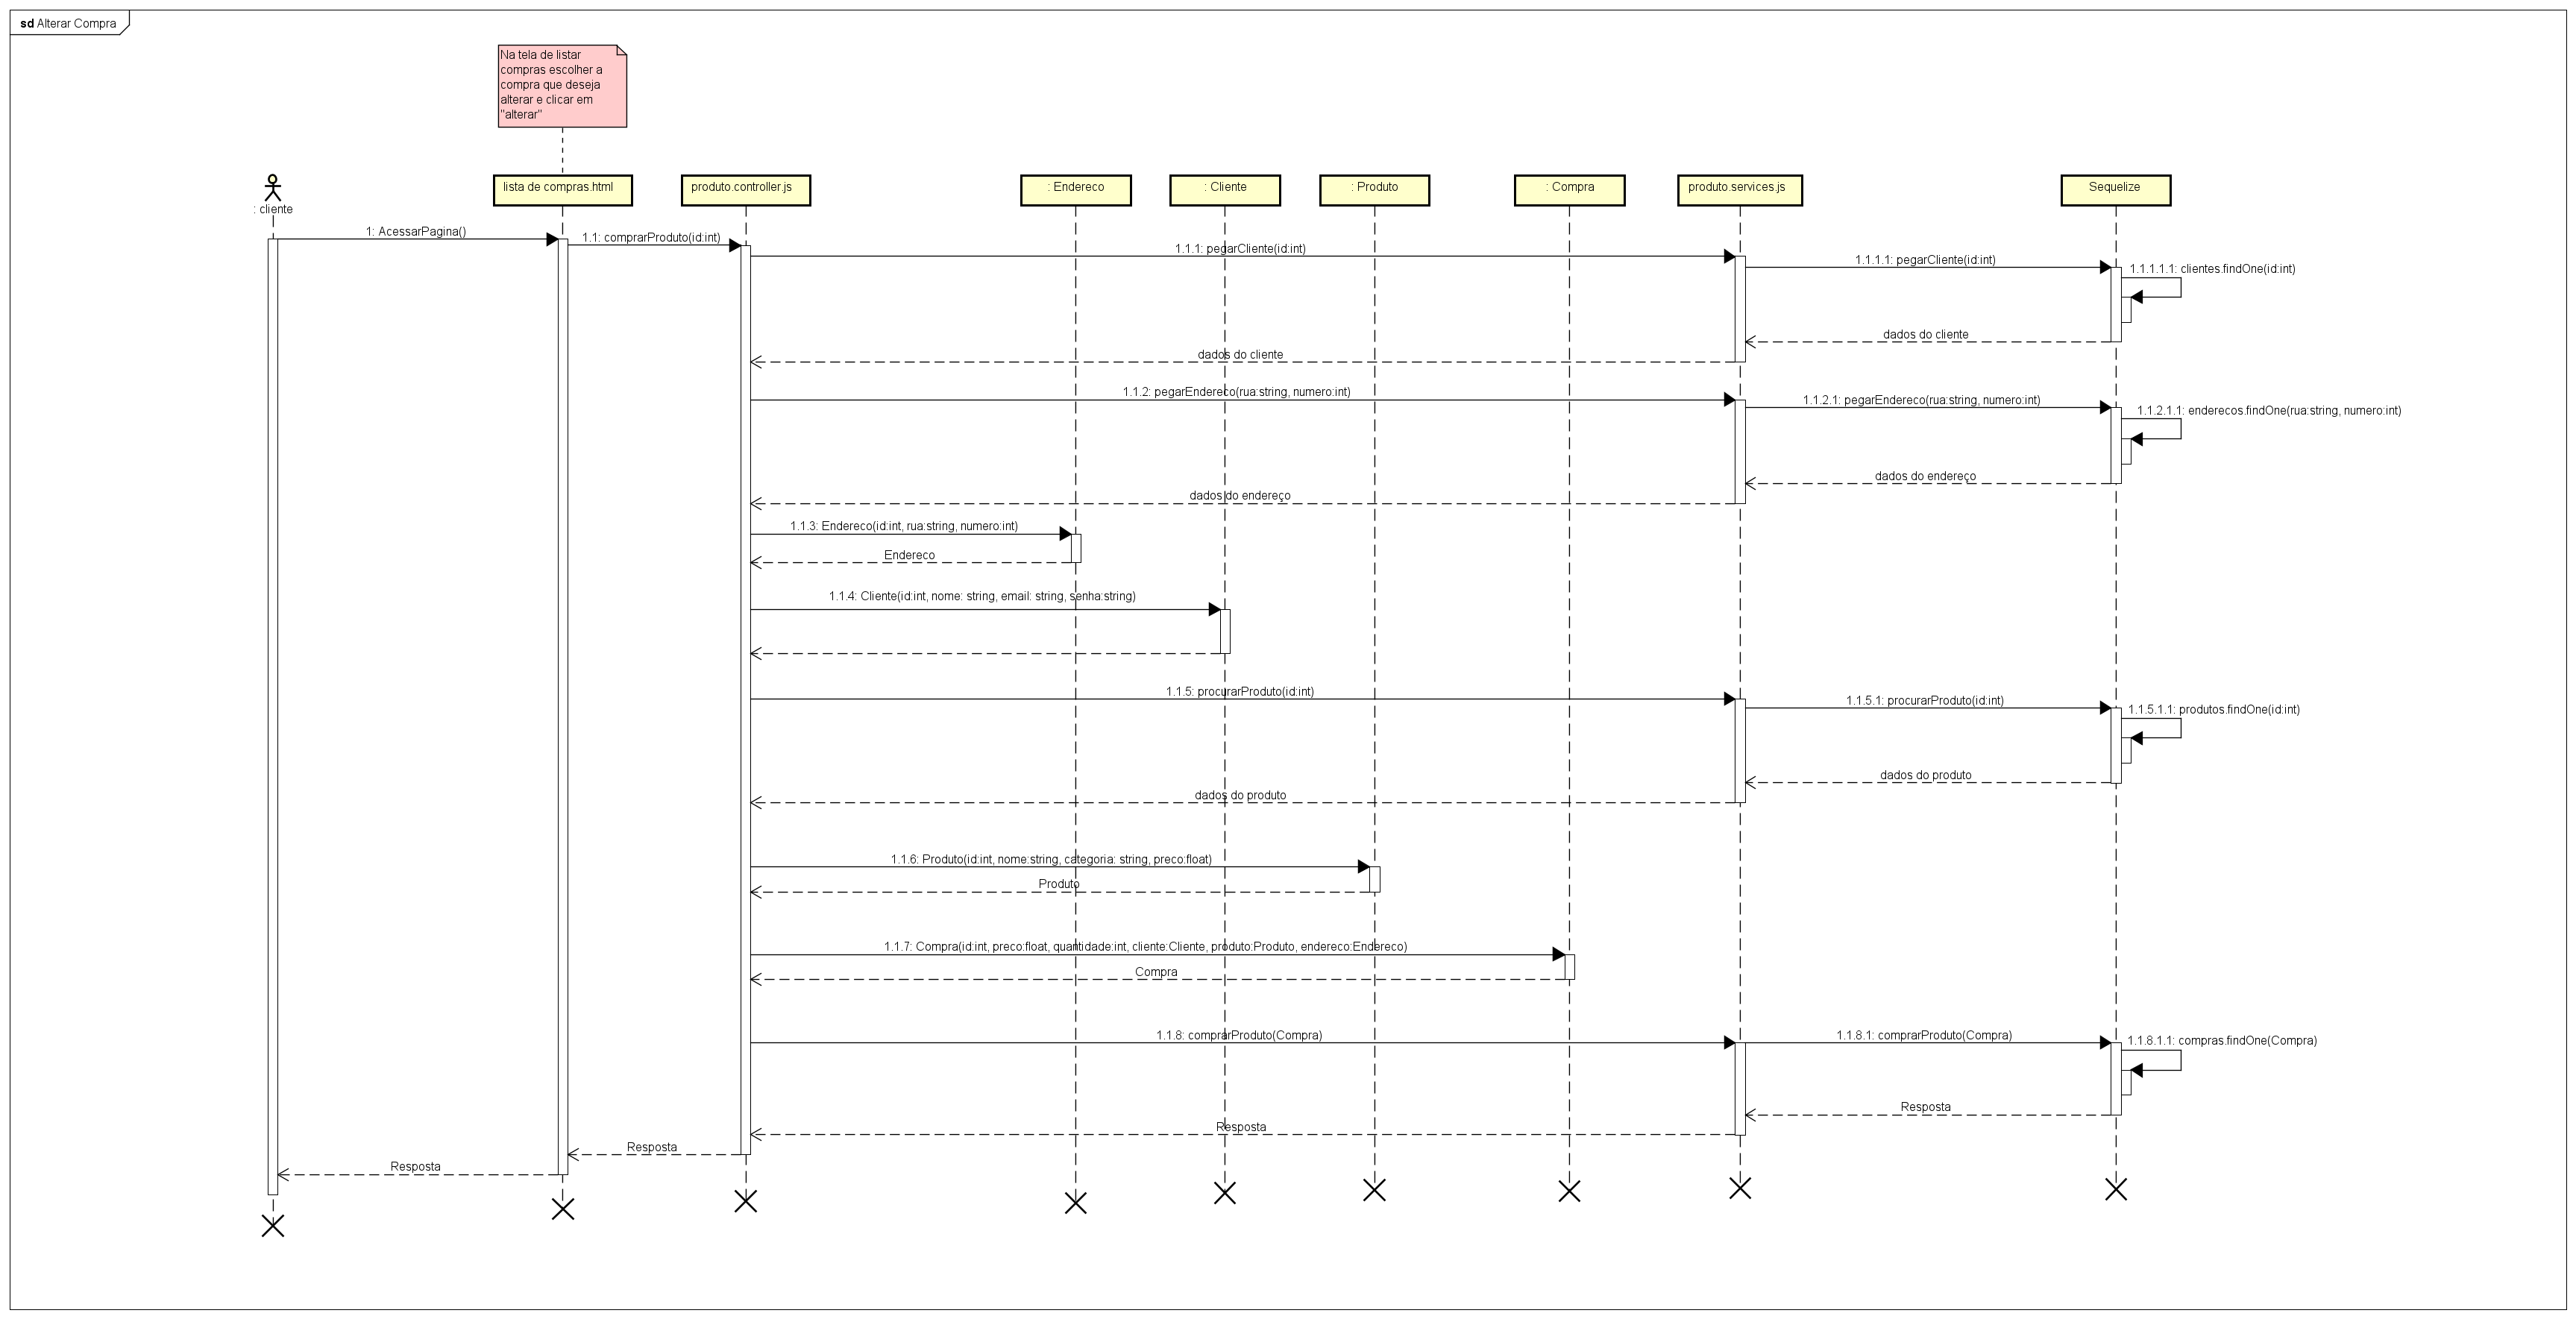 sd Alterar Compra
Na tela de listar
compras escolher a
compra que deseja
alterar e clicar em
"alterar"
: cliente
lista de compras.html
produto.controller.js
: Endereco
: Cliente
: Produto
: Compra
produto.services.js
Sequelize
1: AcessarPagina()
1.1: comprarProduto(id:int)
1.1.1: pegarCliente(id:int)
1.1.1.1: pegarCliente(id:int)
1.1.1.1.1: clientes.findOne(id:int)
dados do cliente
dados do cliente
1.1.2: pegarEndereco(rua:string, numero:int)
1.1.2.1: pegarEndereco(rua:string, numero:int)
1.1.2.1.1: enderecos.findOne(rua:string, numero:int)
dados do endereço
dados do endereço
1.1.3: Endereco(id:int, rua:string, numero:int)
Endereco
1.1.4: Cliente(id:int, nome: string, email: string, senha:string)
1.1.5: procurarProduto(id:int)
1.1.5.1: procurarProduto(id:int)
1.1.5.1.1: produtos.findOne(id:int)
dados do produto
dados do produto
1.1.6: Produto(id:int, nome:string, categoria: string, preco:float)
Produto
1.1.7: Compra(id:int, preco:float, quantidade:int, cliente:Cliente, produto:Produto, endereco:Endereco)
Compra
1.1.8: comprarProduto(Compra)
1.1.8.1: comprarProduto(Compra)
1.1.8.1.1: compras.findOne(Compra)
Resposta
Resposta
Resposta
Resposta